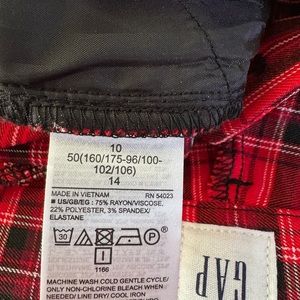 10
50(160/175-96/100-
102/106)
14
MADE IN VIETNAM RN 54023
■ US/GB/EG : 75% RAYON/VISCOSE,
22% POLYESTER, 3% SPANDEX/
ELASTANE
30
P
1166
MACHINE WASH COLD GENTLE CYCLE/
ONLY NON-CHLORINE BLEACH WHEN
NEEDED/ LINE DRY/ COOL IRON
GAP